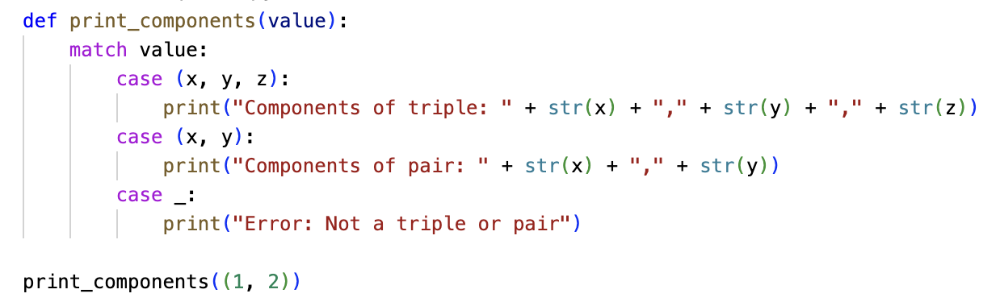 def print_components(value):
    match value:
        case (x, y, z):
            print("Components of triple: " + str(x) + "," + str(y) + "," + str(z))
        case (x, y):
            print("Components of pair: " + str(x) + "," + str(y))
        case _:
            print("Error: Not a triple or pair")

print_components((1, 2))